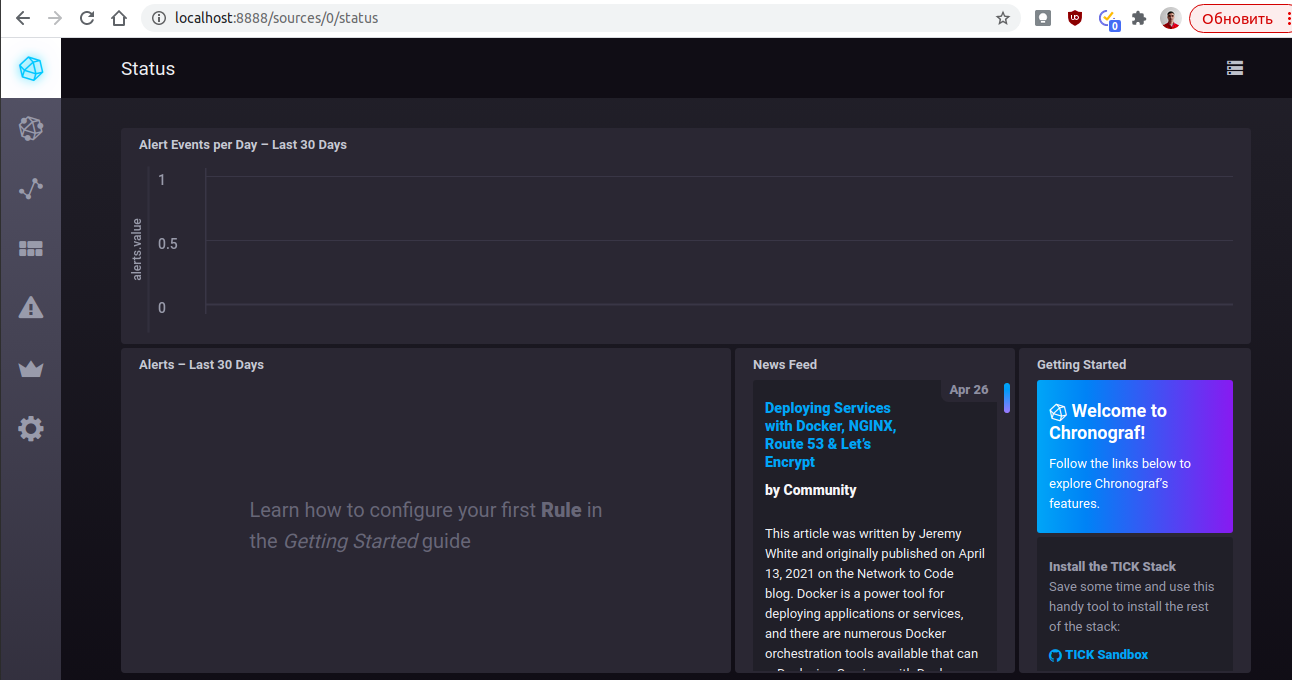 localhost:8888/sources/0/status
0
Обновить
Status
Alert Events per Day – Last 30 Days
alerts.value
1
0.5
0
Alerts – Last 30 Days
Learn how to configure your first Rule in
the Getting Started guide
News Feed
Apr 26
Deploying Services
with Docker, NGINX,
Route 53 & Let's
Encrypt
by Community
This article was written by Jeremy
White and originally published on April
13, 2021 on the Network to Code
blog. Docker is a power tool for
deploying applications or services,
and there are numerous Docker
orchestration tools available that can
Getting Started
Welcome to
Chronograf!
Follow the links below to
explore Chronograf's
features.
Install the TICK Stack
Save some time and use this
handy tool to install the rest
of the stack:
TICK Sandbox